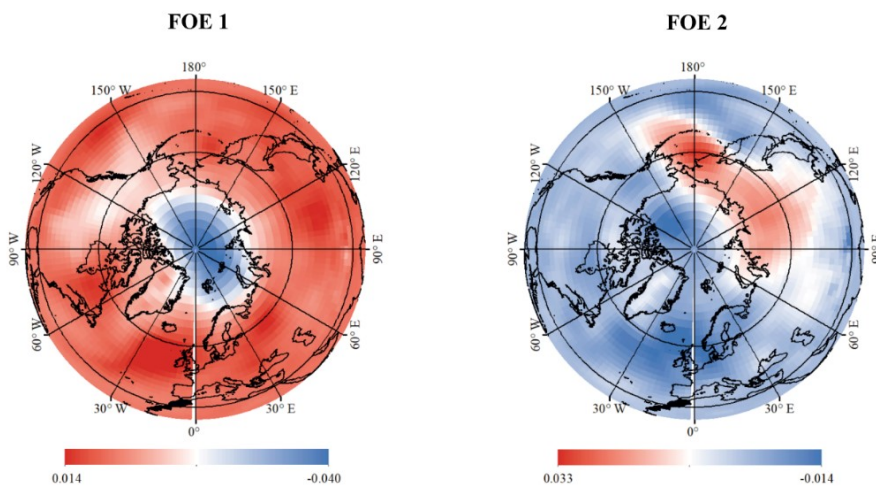 FOE 1
180°
150° W
150° E
120° W
120° E
90° W
90° E
60° W
60° E
30° W
30° E
0°
0.014
-0.040
FOE 2
180°
150° W
150° E
120° W
120° E
90° W
90° E
60° W
60° E
30° W
30° E
0°
0.033
-0.014